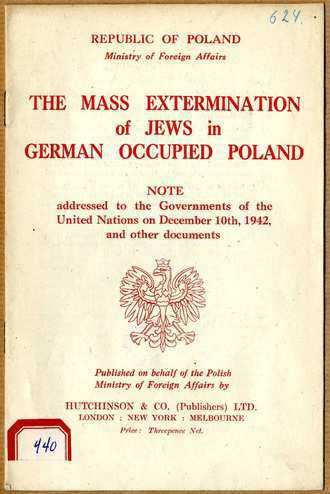 624.
REPUBLIC OF POLAND
Ministry of Foreign Affairs
THE MASS EXTERMINATION
of JEWS in
GERMAN OCCUPIED POLAND
NOTE
addressed to the Governments of the
United Nations on December 10th, 1942,
and other documents
Published on behalf of the Polish
Ministry of Foreign Affairs by
HUTCHINSON & CO. (Publishers) LTD.
LONDON : NEW YORK : MELBOURNE
Price: Threepence Net.
940